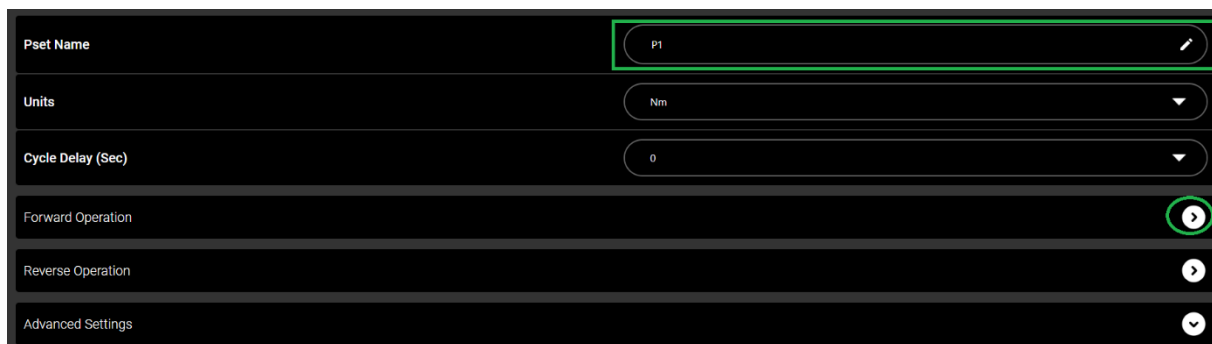 Pset Name
P1
Units
Nm
Cycle Delay (Sec)
0
Forward Operation
Reverse Operation
Advanced Settings